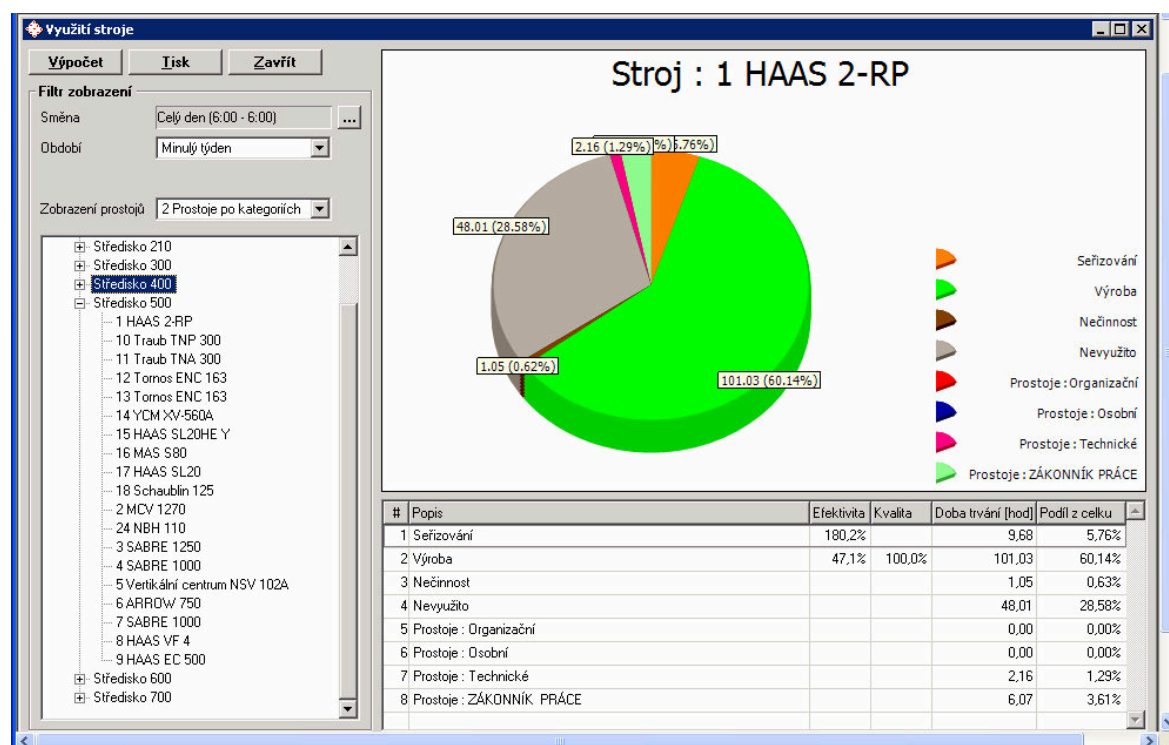 Využití stroje
Výpočet Tisk Zavřít
Filtr zobrazení
Směna Celý den (6:00 - 6:00) ...
Období Minulý týden
Zobrazení prostojů 2 Prostoje po kategoriích
Středisko 210
Středisko 300
Středisko 400
Středisko 500
1 HAAS 2-RP
10 Traub TNP 300
11 Traub TNA 300
12 Tornos ENC 163
13 Tornos ENC 163
14 YCM XV-560A
15 HAAS SL20HE Y
16 MAS S80
17 HAAS SL20
18 Schaublin 125
2 MCV 1270
24 NBH 110
3 SABRE 1250
4 SABRE 1000
5 Vertikální centrum NSV 102A
6 ARROW 750
7 SABRE 1000
8 HAAS VF 4
9 HAAS EC 500
Středisko 600
Středisko 700
Stroj : 1 HAAS 2-RP
2.16 (1.29%) %) 5.76%)
48.01 (28.58%)
1.05 (0.62%)
101.03 (60.14%)
Seřizování
Výroba
Nečinnost
Nevyužito
Prostoje : Organizační
Prostoje : Osobní
Prostoje : Technické
Prostoje : ZÁKONNÍK PRÁCE
# Popis Efektivita Kvalita Doba trvání [hod] Podíl z celku
1 Seřizování 180,2% 9,68 5,76%
2 Výroba 47,1% 100,0% 101,03 60,14%
3 Nečinnost 1,05 0,63%
4 Nevyužito 48,01 28,58%
5 Prostoje : Organizační 0,00 0,00%
6 Prostoje : Osobní 0,00 0,00%
7 Prostoje : Technické 2,16 1,29%
8 Prostoje : ZÁKONNÍK PRÁCE 6,07 3,61%